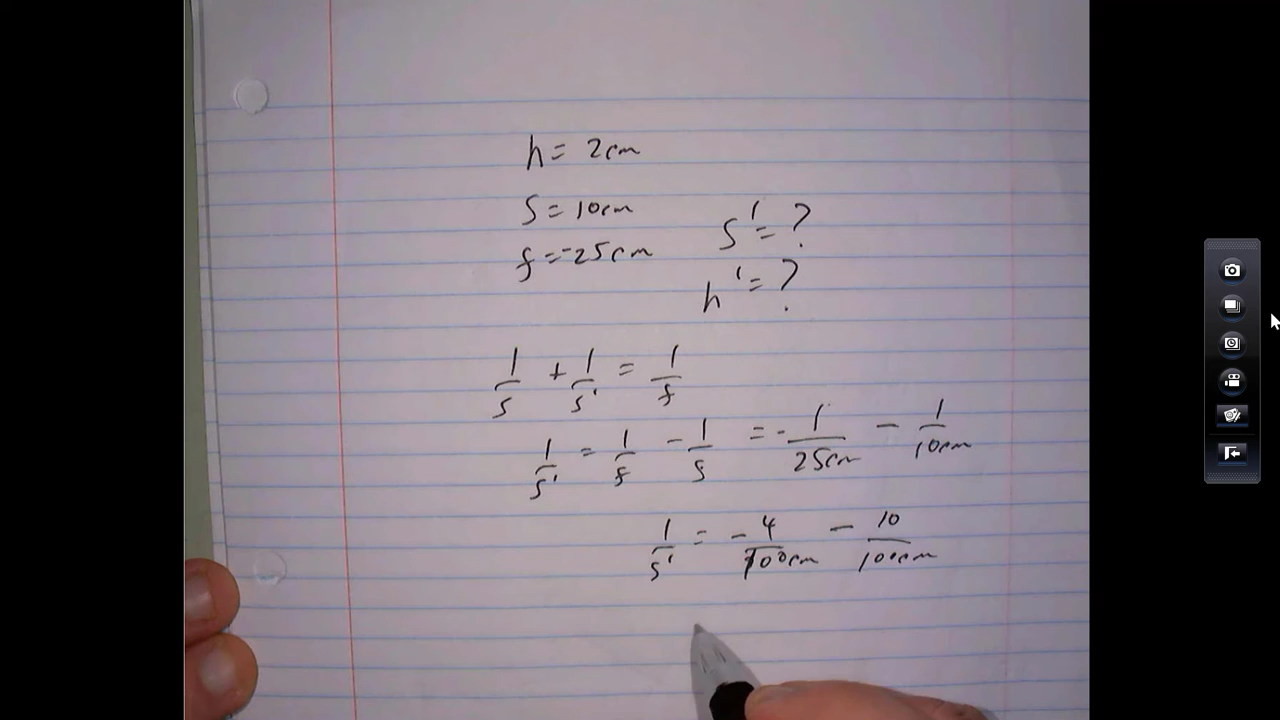 h = 2cm
s = 10cm
f = -25cm
s' = ?
h' = ?
1/s + 1/s' = 1/f
1/s' = 1/f - 1/s = - 1/25cm - 1/10cm
1/s' = - 4/100cm - 10/100cm